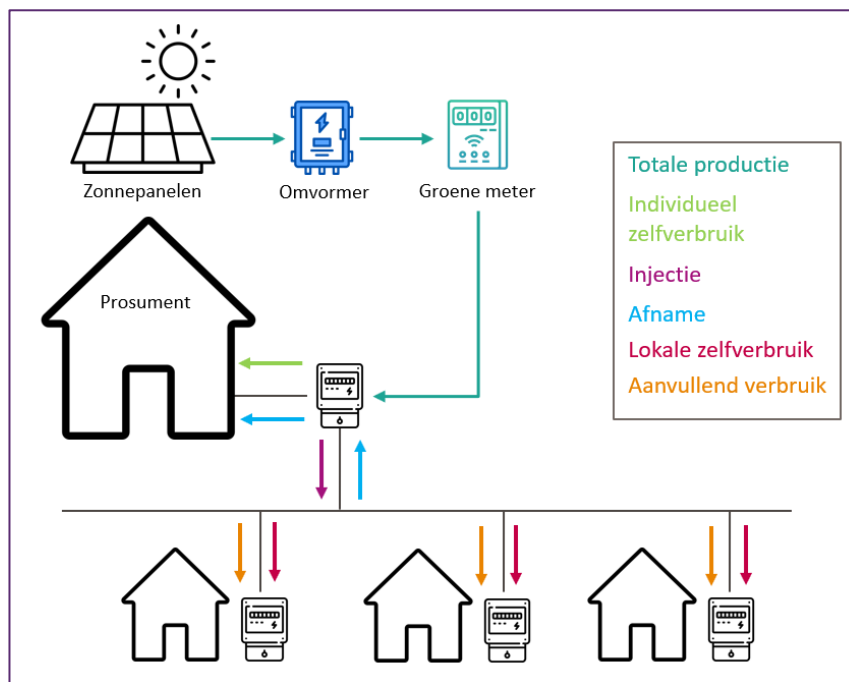 Zonnepanelen
Omvormer
Groene meter
Prosument
Totale productie
Individueel
zelfverbruik
Injectie
Afname
Lokale zelfverbruik
Aanvullend verbruik